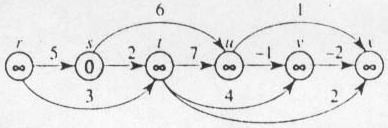 6 1
r s t u v x
∞ 5 0 2 ∞ 7 ∞ -1 ∞ -2 ∞
3 4 2